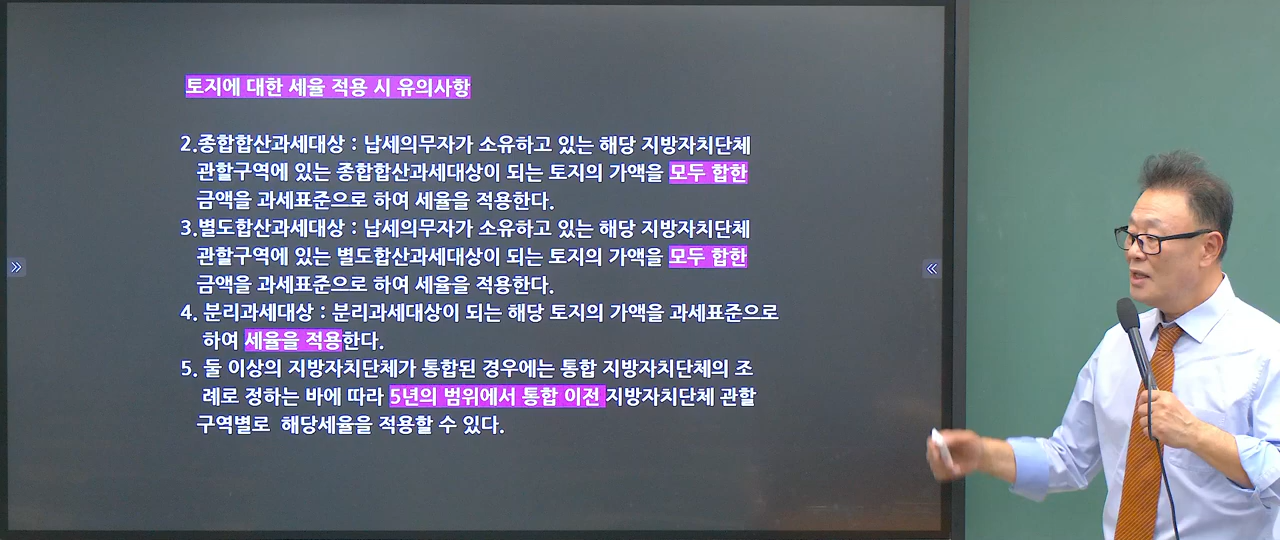 토지에 대한 세율 적용 시 유의사항
2.종합합산과세대상 : 납세의무자가 소유하고 있는 해당 지방자치단체
관할구역에 있는 종합합산과세대상이 되는 토지의 가액을 모두 합한
금액을 과세표준으로 하여 세율을 적용한다.
3.별도합산과세대상 : 납세의무자가 소유하고 있는 해당 지방자치단체
관할구역에 있는 별도합산과세대상이 되는 토지의 가액을 모두 합한
금액을 과세표준으로 하여 세율을 적용한다.
4. 분리과세대상 : 분리과세대상이 되는 해당 토지의 가액을 과세표준으로
하여 세율을 적용한다.
5. 둘 이상의 지방자치단체가 통합된 경우에는 통합 지방자치단체의 조
례로 정하는 바에 따라 5년의 범위에서 통합 이전 지방자치단체 관할
구역별로 해당세율을 적용할 수 있다.